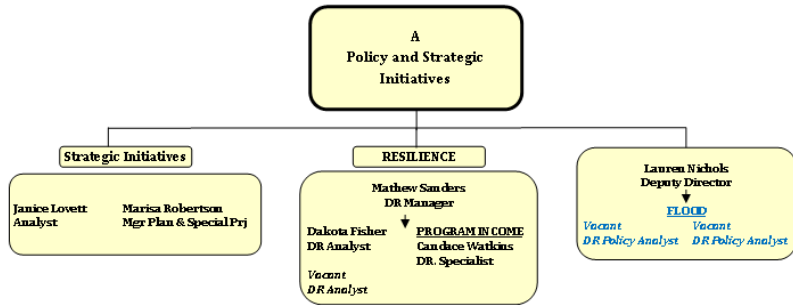 A
Policy and Strategic
Initiatives
Strategic Initiatives
Janice Lovett
Analyst
Marisa Robertson
Mgr Plan & Special Prj
RESILIENCE
Mathew Sanders
DR Manager
Dakota Fisher
DR Analyst
Vacant
DR Analyst
PROGRAM INCOME
Candace Watkins
DR. Specialist
Lauren Nichols
Deputy Director
FLOOD
Vacant
DR Policy Analyst
Vacant
DR Policy Analyst